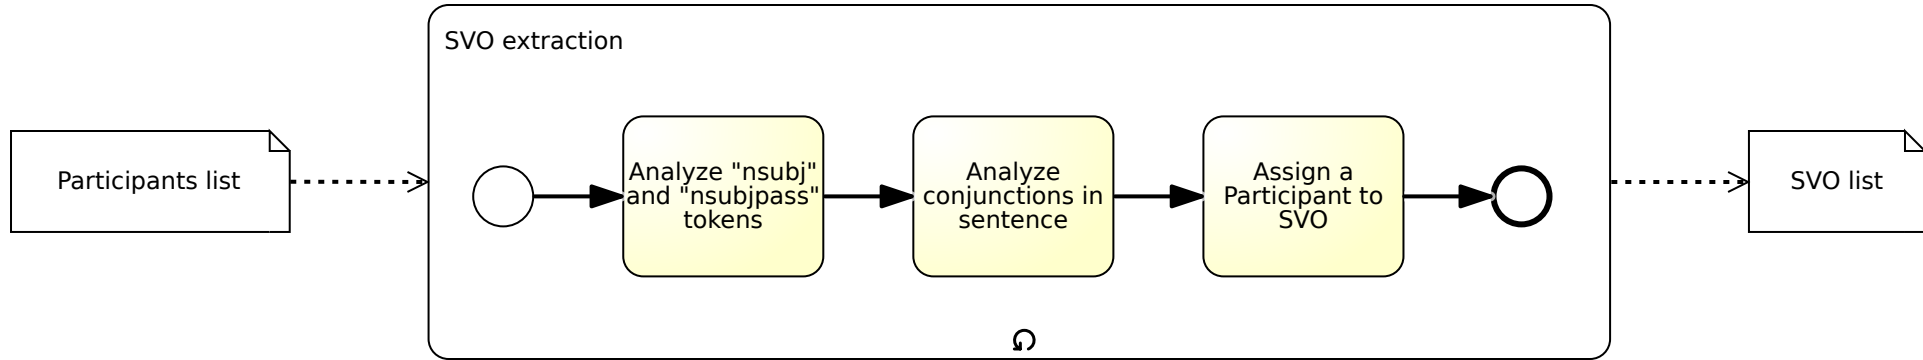 SVO extraction
Participants list
Analyze "nsubj"
and "nsubjpass"
tokens
Analyze
conjunctions in
sentence
Assign a
Participant to
SVO
SVO list